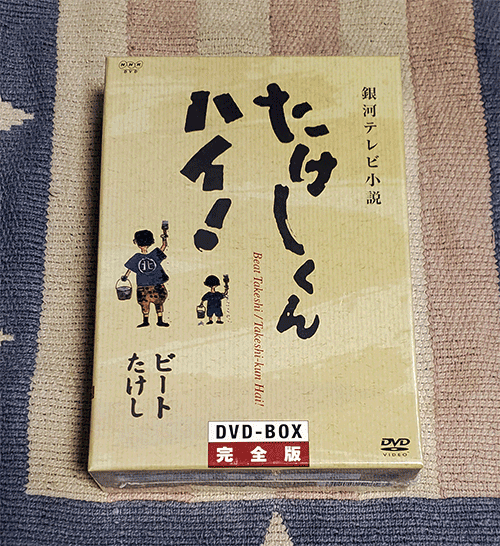 NHK
DVD
銀河テレビ小説
たけしくん
ハイ!
Beat Takeshi / Takeshi-kun Hai!
ビート
たけし
DVD-BOX
完全版
DVD
VIDEO